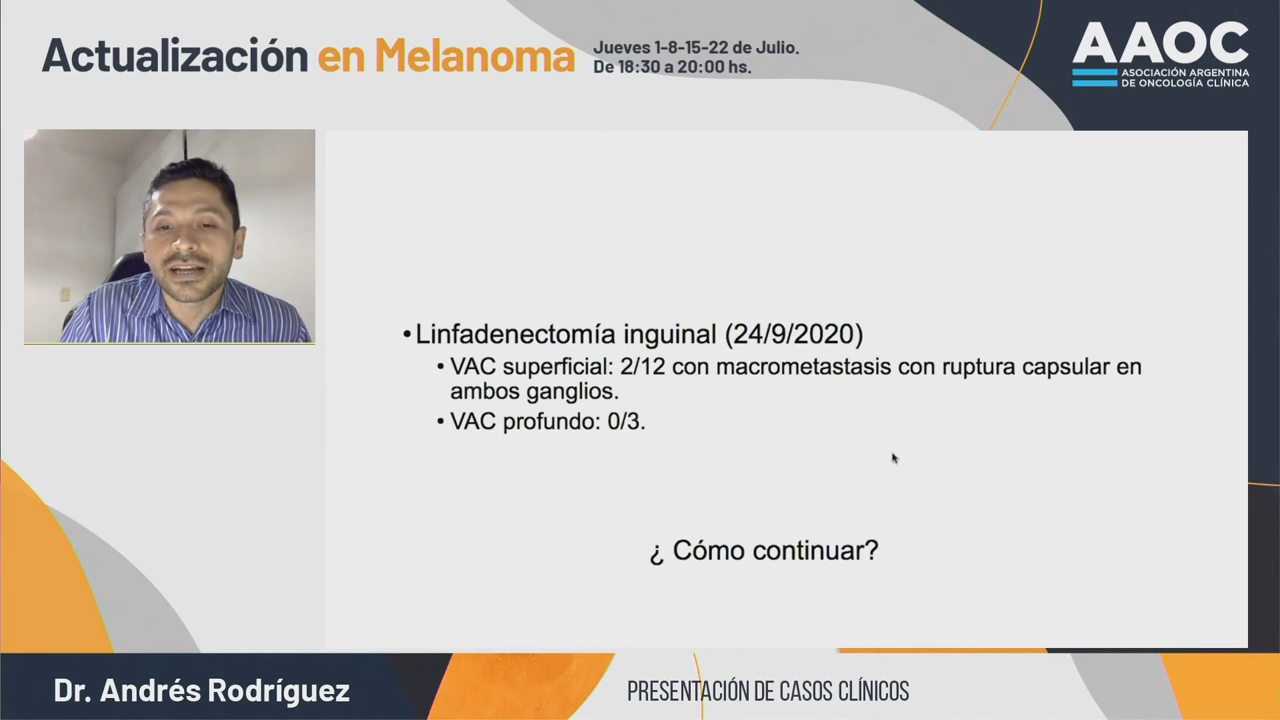 Actualización en Melanoma
Jueves 1-8-15-22 de Julio.
De 18:30 a 20:00 hs.
AAOC
ASOCIACIÓN ARGENTINA
DE ONCOLOGÍA CLÍNICA
•Linfadenectomía inguinal (24/9/2020)
• VAC superficial: 2/12 con macrometastasis con ruptura capsular en
ambos ganglios.
• VAC profundo: 0/3.
¿ Cómo continuar?
Dr. Andrés Rodríguez
PRESENTACIÓN DE CASOS CLÍNICOS